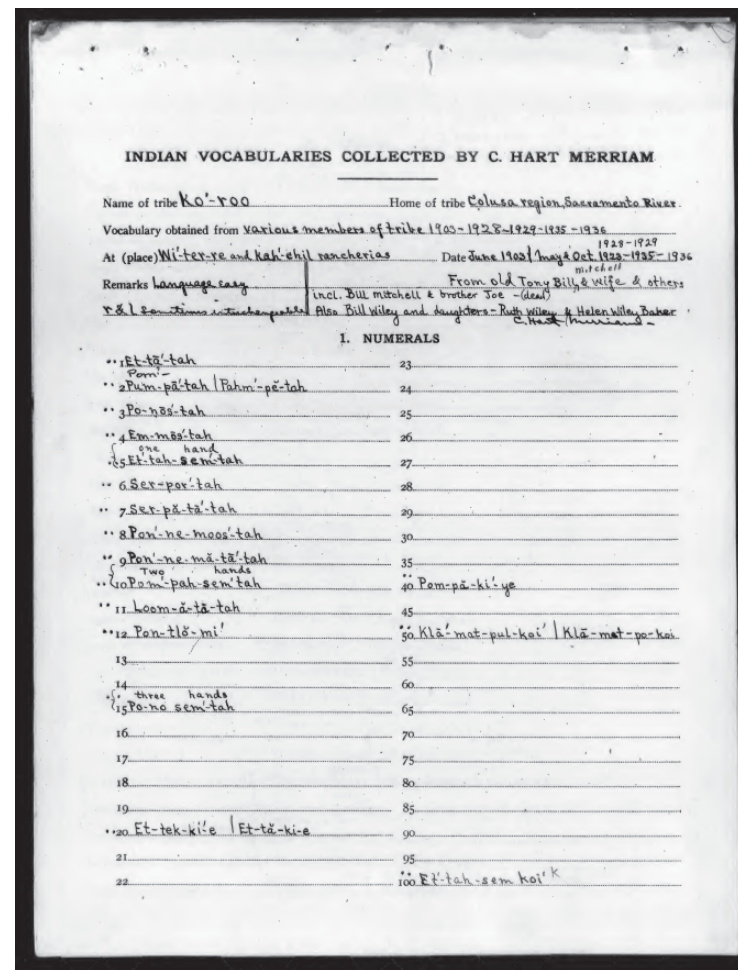 INDIAN VOCABULARIES COLLECTED BY C. HART MERRIAM
Name of tribe Ko'-roo Home of tribe Colusa region, Sacramento River.
Vocabulary obtained from various members of tribe 1903-1928-1929-1935-1936
1928-1929
At (place) Wi'-ter-re and Kah'-chil rancherias Date June 1903/ May & Oct. 1923-1935-1936
mitchell
Remarks Language easy From old Tony Bill, & wife & others
incl. Bill mitchell & brother Joe - (dead)
r & l sometimes interchangeable Also Bill Wiley and daughters - Ruth Wiley & Helen Wiley Baker
C. Hart Merriam
I. NUMERALS
1 Et-tā'-tah 23
Pom'-
2 Pum-pā'-tah | Pahm'-pĕ-tah 24
3 Po-nōs'-tah 25
4 Em-mōs'-tah 26
one hand
5 Et'-tah-sem'-tah 27
6 Ser-por'-tah 28
7 Ser-pă-tā'-tah 29
8 Pon'-ne-moos'-tah 30
9 Pon'-ne-mă-tā'-tah 35
Two hands
10 Pom'-pah-sem'tah 40 Pom-pā-ki'-ye
11 Loom-ă-tā-tah 45
12 Pon-tlŏ-mi' 50 Klā'-mat-pul-koi' | Klā-mat-po-koi
13 55
14 60
three hands
15 Po-no sem'-tah 65
16 70
17 75
18 80
19 85
20 Et-tek-ki'-e | Et-tă-ki-e 90
21 95
22 100 Et'-tah-sem koi' k